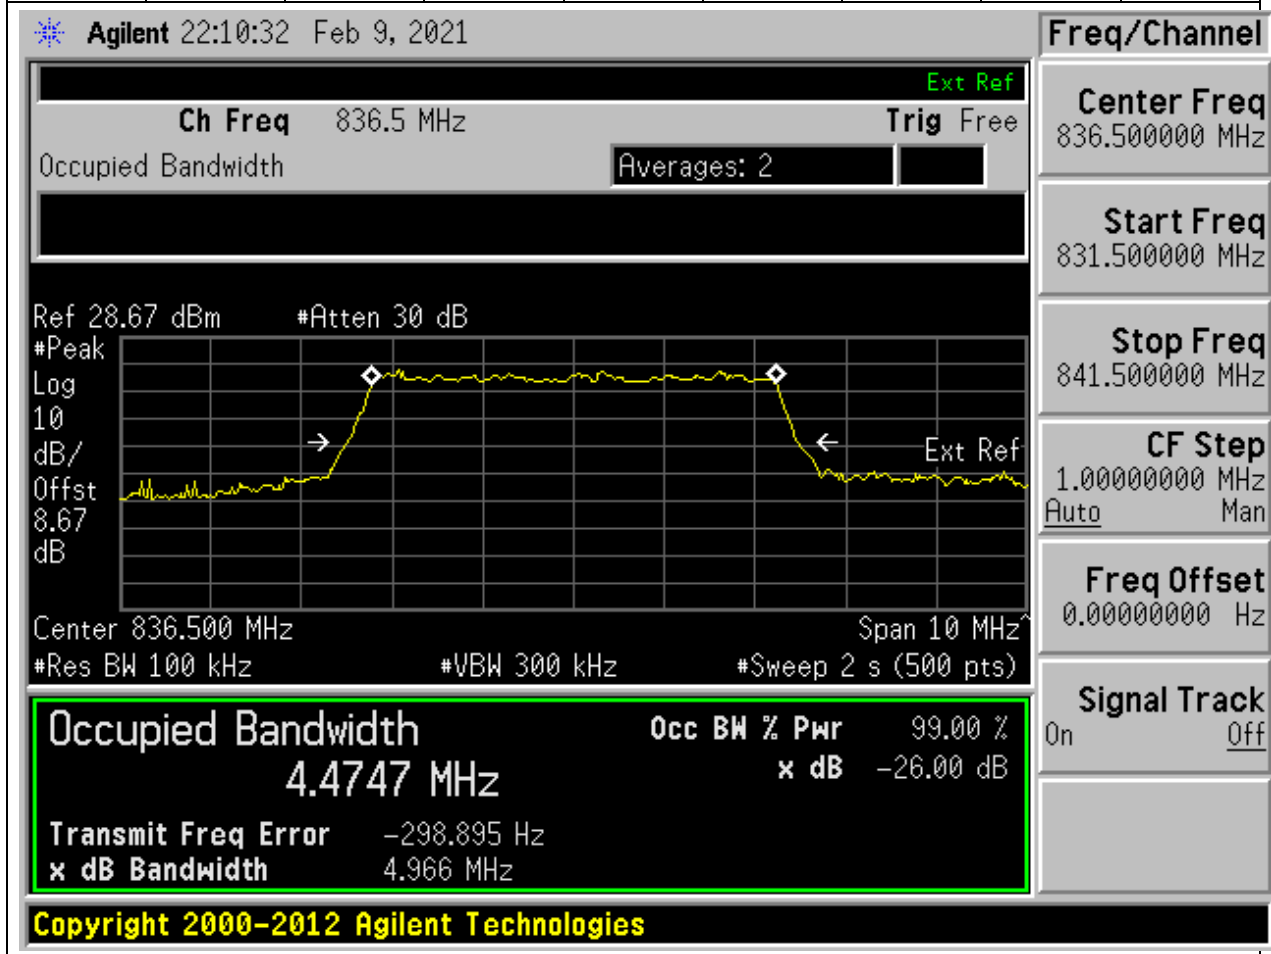 Agilent 22:10:32 Feb 9, 2021
Freq/Channel
Ext Ref
Ch Freq 836.5 MHz Trig Free
Occupied Bandwidth Averages: 2
Center Freq
836.500000 MHz
Start Freq
831.500000 MHz
Stop Freq
841.500000 MHz
CF Step
1.00000000 MHz
Auto Man
Freq Offset
0.00000000 Hz
Signal Track
On Off
Ref 28.67 dBm #Atten 30 dB
#Peak
Log
10
dB/
Offst
8.67
dB
Ext Ref
Center 836.500 MHz Span 10 MHz^
#Res BW 100 kHz #VBW 300 kHz #Sweep 2 s (500 pts)
Occupied Bandwidth Occ BW % Pwr 99.00 %
4.4747 MHz x dB -26.00 dB
Transmit Freq Error -298.895 Hz
x dB Bandwidth 4.966 MHz
Copyright 2000-2012 Agilent Technologies